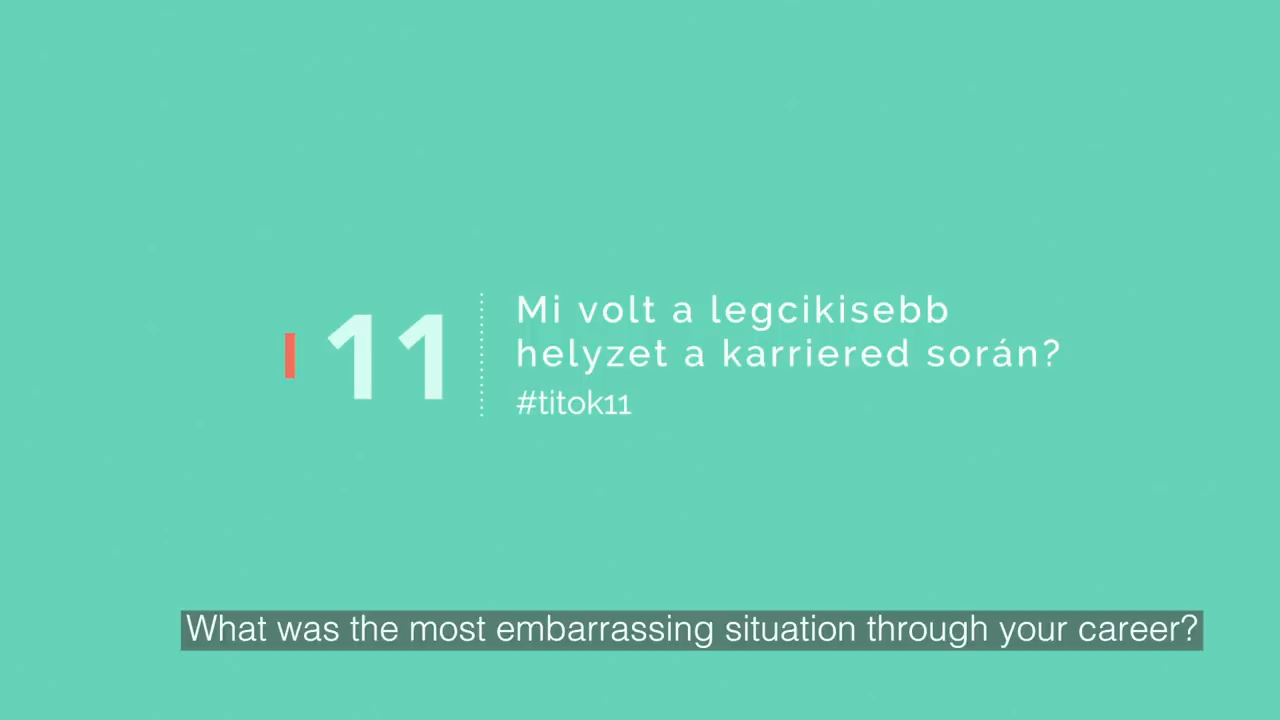 11
Mi volt a legcikisebb
helyzet a karriered során?
#titok11
What was the most embarrassing situation through your career?